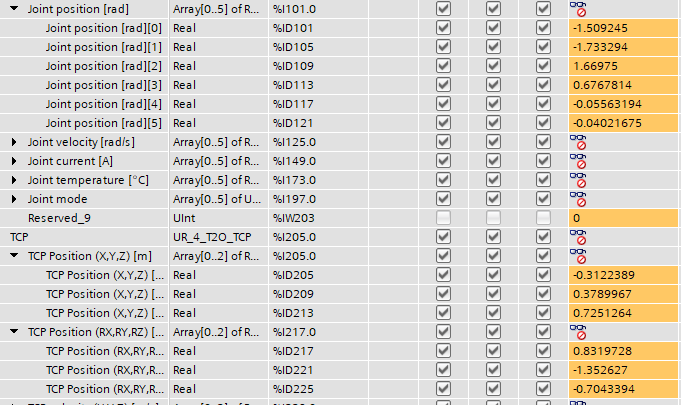 Joint position [rad] Array[0..5] of R... %I101.0
Joint position [rad][0] Real %ID101 -1.509245
Joint position [rad][1] Real %ID105 -1.733294
Joint position [rad][2] Real %ID109 1.66975
Joint position [rad][3] Real %ID113 0.6767814
Joint position [rad][4] Real %ID117 -0.05563194
Joint position [rad][5] Real %ID121 -0.04021675
Joint velocity [rad/s] Array[0..5] of R... %I125.0
Joint current [A] Array[0..5] of R... %I149.0
Joint temperature [°C] Array[0..5] of R... %I173.0
Joint mode Array[0..5] of U... %I197.0
Reserved_9 UInt %IW203 0
TCP UR_4_T2O_TCP %I205.0
TCP Position (X,Y,Z) [m] Array[0..2] of R... %I205.0
TCP Position (X,Y,Z) [... Real %ID205 -0.3122389
TCP Position (X,Y,Z) [... Real %ID209 0.3789967
TCP Position (X,Y,Z) [... Real %ID213 0.7251264
TCP Position (RX,RY,RZ) [... Array[0..2] of R... %I217.0
TCP Position (RX,RY,R... Real %ID217 0.8319728
TCP Position (RX,RY,R... Real %ID221 -1.352627
TCP Position (RX,RY,R... Real %ID225 -0.7043394